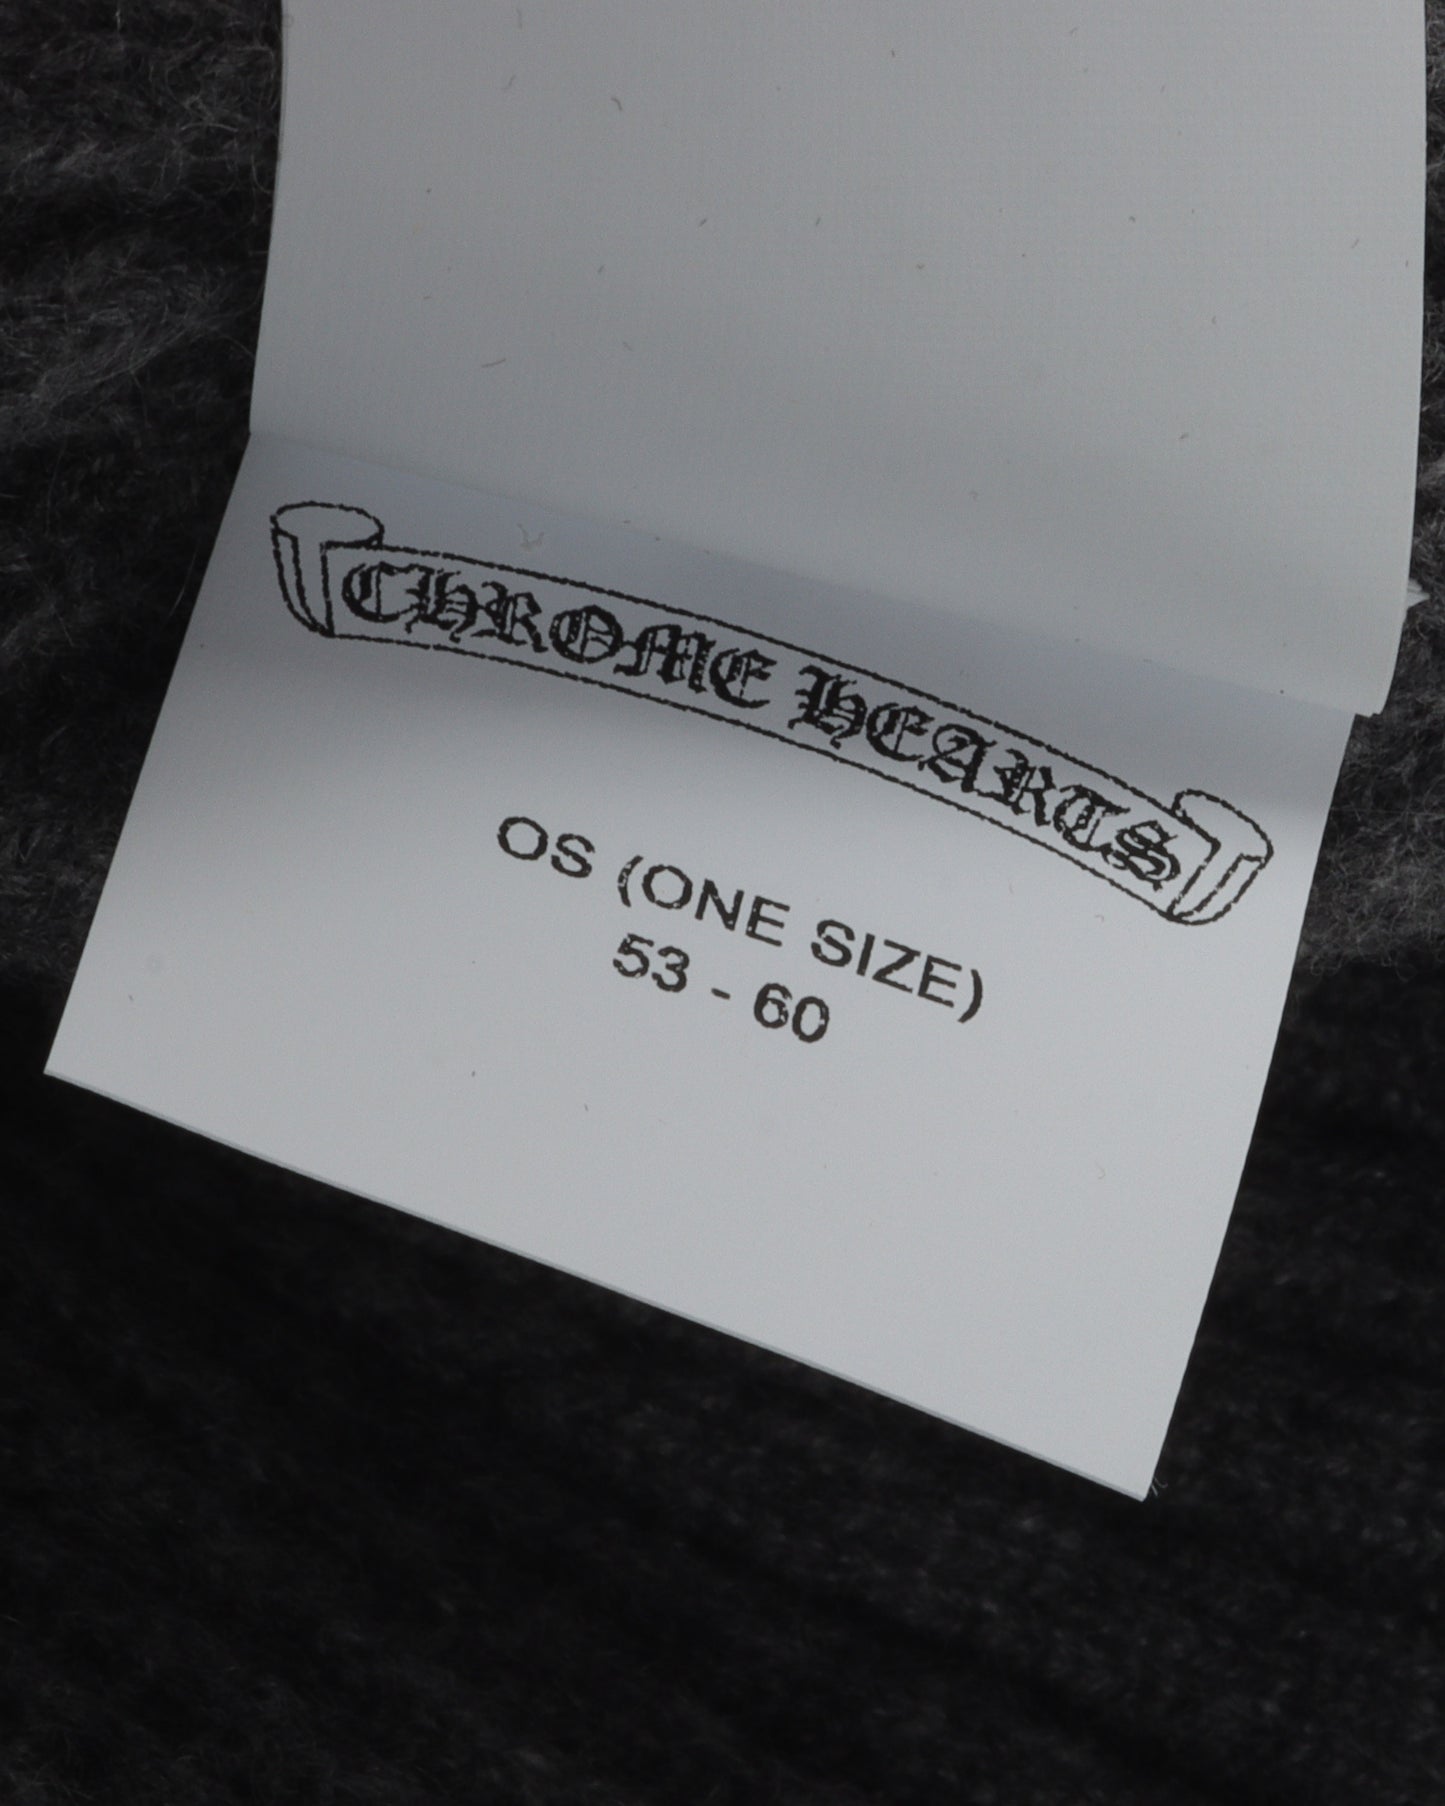 CHROME HEARTS
OS (ONE SIZE)
53 - 60